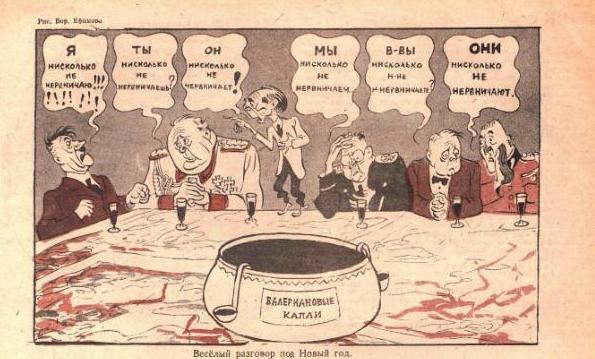 Рис. Бор. Ефимова
Я
НИСКОЛЬКО
НЕ
НЕРВНИЧАЮ!!!
!!!!!!
ТЫ
НИСКОЛЬКО
НЕ
НЕРВНИЧАЕШЬ?
ОН
НИСКОЛЬКО
НЕ
НЕРВНИЧАЕТ!
МЫ
НИСКОЛЬКО
НЕ
НЕРВНИЧАЕМ.
В-ВЫ
НИСКОЛЬКО
Н-НЕ
Н-НЕРВНИЧАЕТЕ?
ОНИ
НИСКОЛЬКО
НЕ
НЕРВНИЧАЮТ.
ВАЛЕРИАНОВЫЕ
КАПЛИ
Весёлый разговор под Новый год.